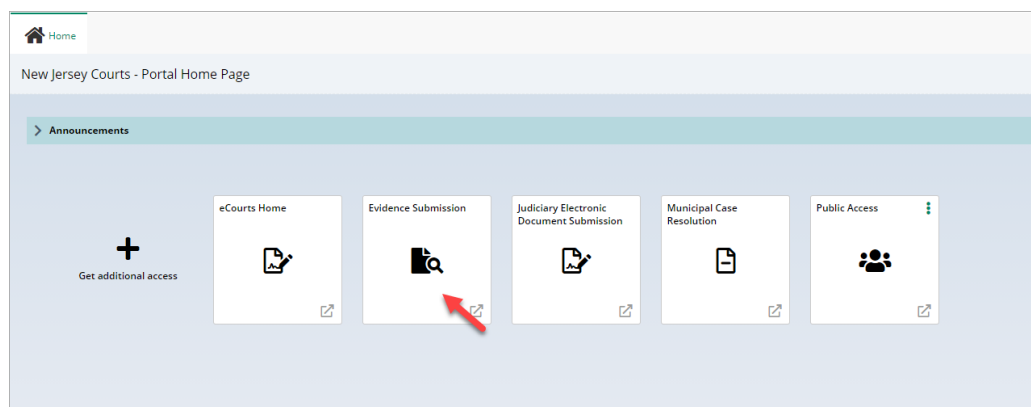 Home
New Jersey Courts - Portal Home Page
Announcements
Get additional access
eCourts Home
Evidence Submission
Judiciary Electronic
Document Submission
Municipal Case
Resolution
Public Access